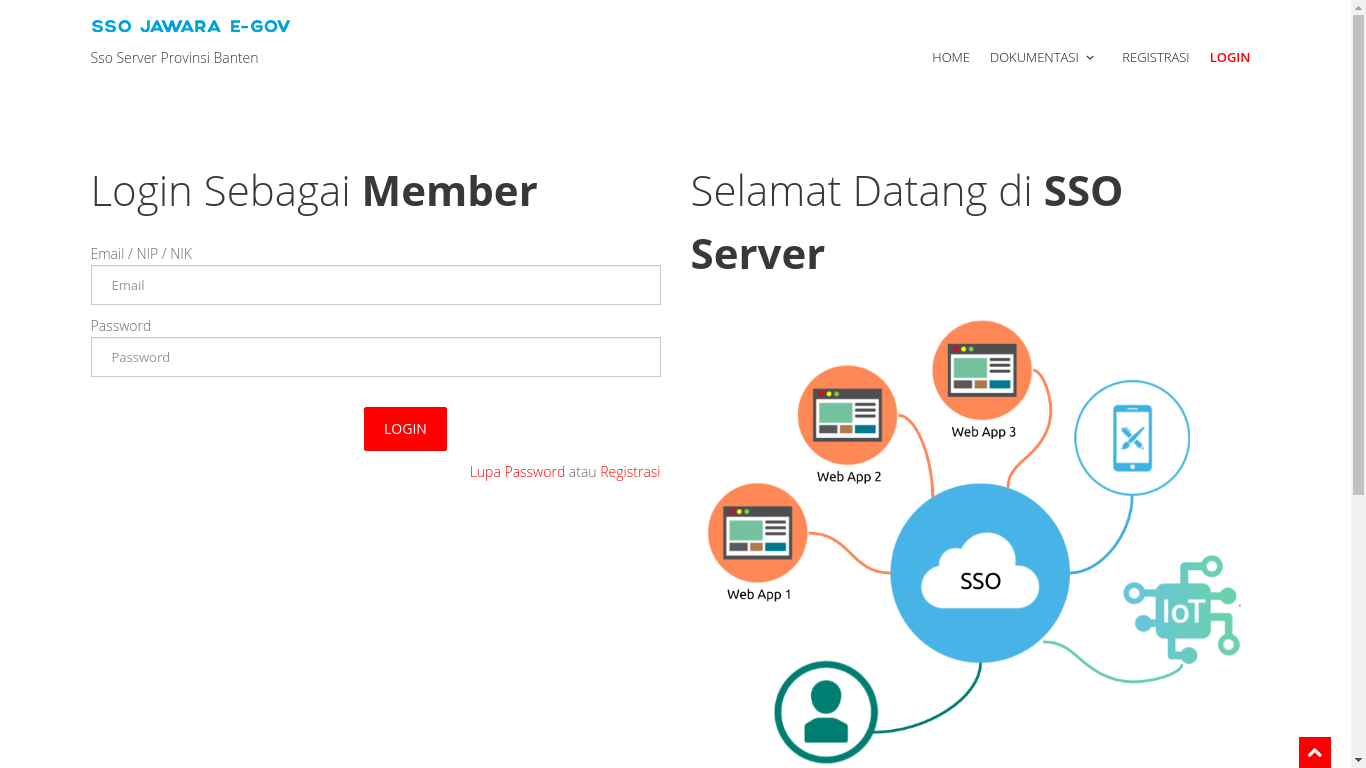 SSO JAWARA E-GOV
Sso Server Provinsi Banten
HOME
DOKUMENTASI
REGISTRASI
LOGIN
Login Sebagai Member
Email / NIP / NIK
Email
Password
Password
LOGIN
Lupa Password atau Registrasi
Selamat Datang di SSO
Server
Web App 3
Web App 2
Web App 1
SSO
IoT